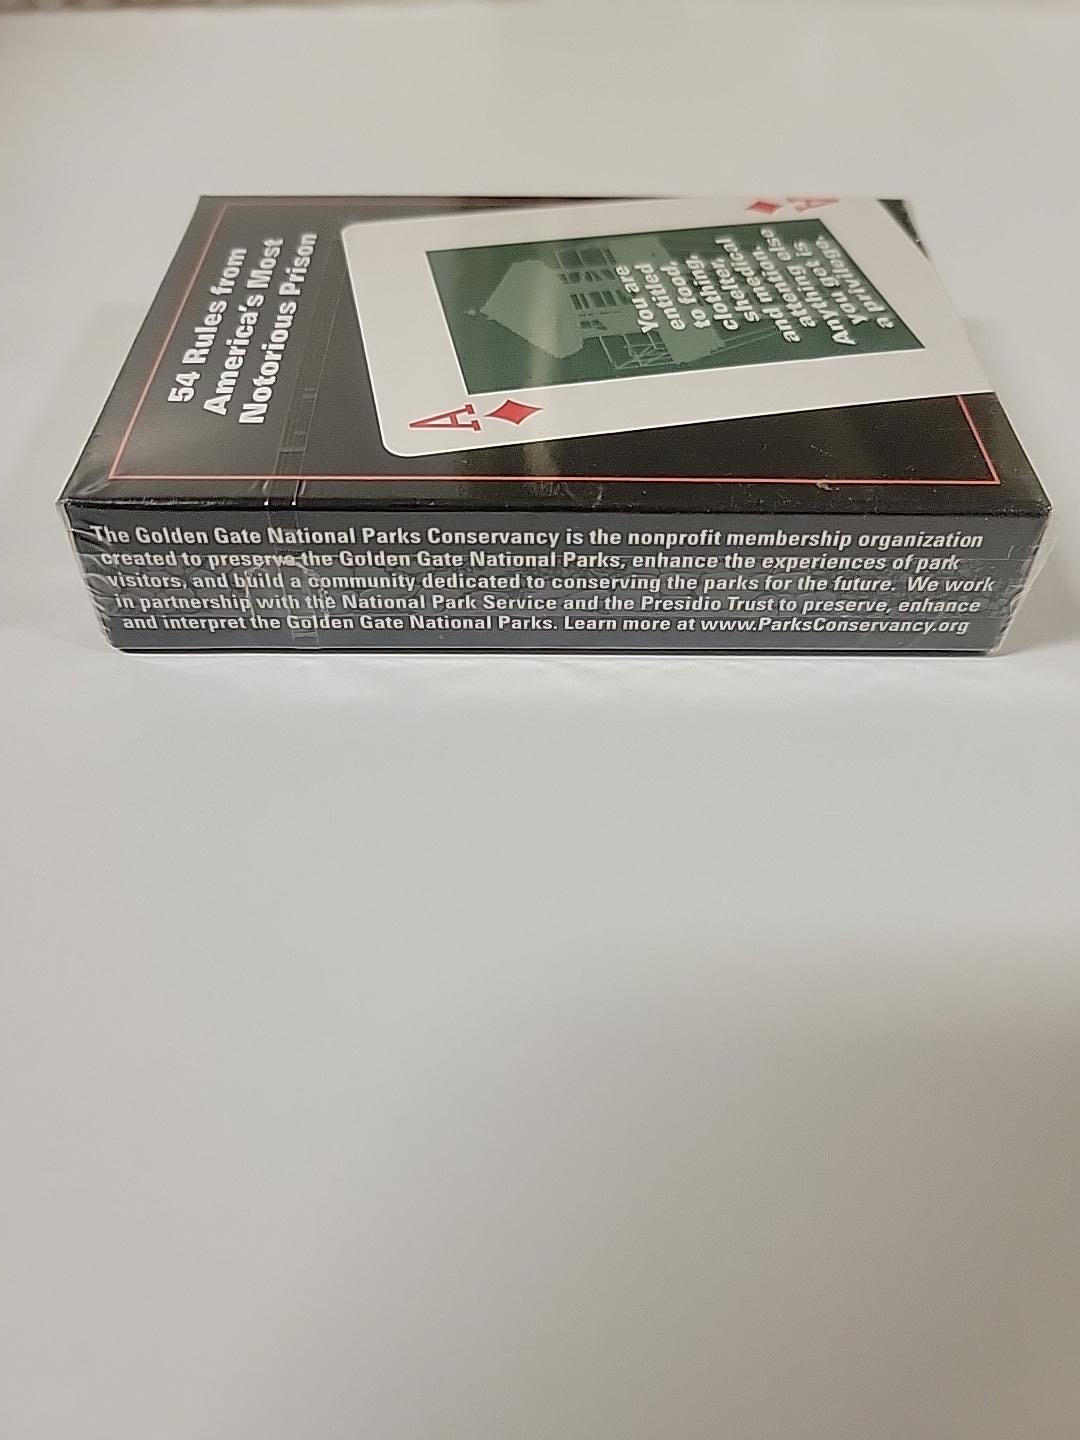 54 Rules from
America's Most
Notorious Prison
A
A
You are
entitled
to food,
clothing,
shelter,
and medical
attention.
Anything else
you get is
a privilege.
The Golden Gate National Parks Conservancy is the nonprofit membership organization
created to preserve the Golden Gate National Parks, enhance the experiences of park
visitors, and build a community dedicated to conserving the parks for the future. We work
in partnership with the National Park Service and the Presidio Trust to preserve, enhance
and interpret the Golden Gate National Parks. Learn more at www.ParksConservancy.org